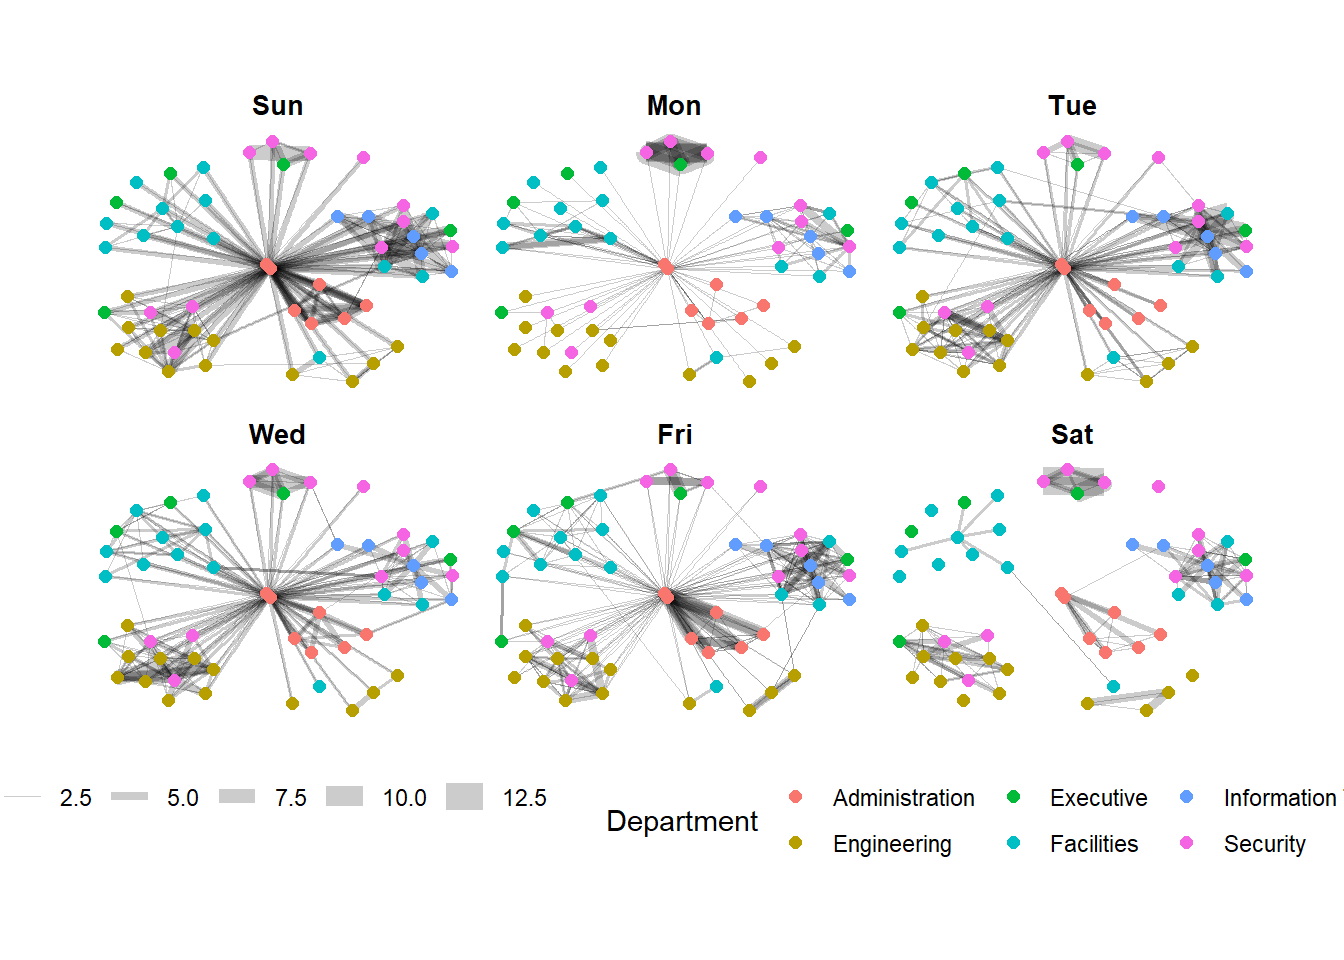 Sun Mon Tue
Wed Fri Sat
2.5 5.0 7.5 10.0 12.5
Department
Administration Executive Information
Engineering Facilities Security